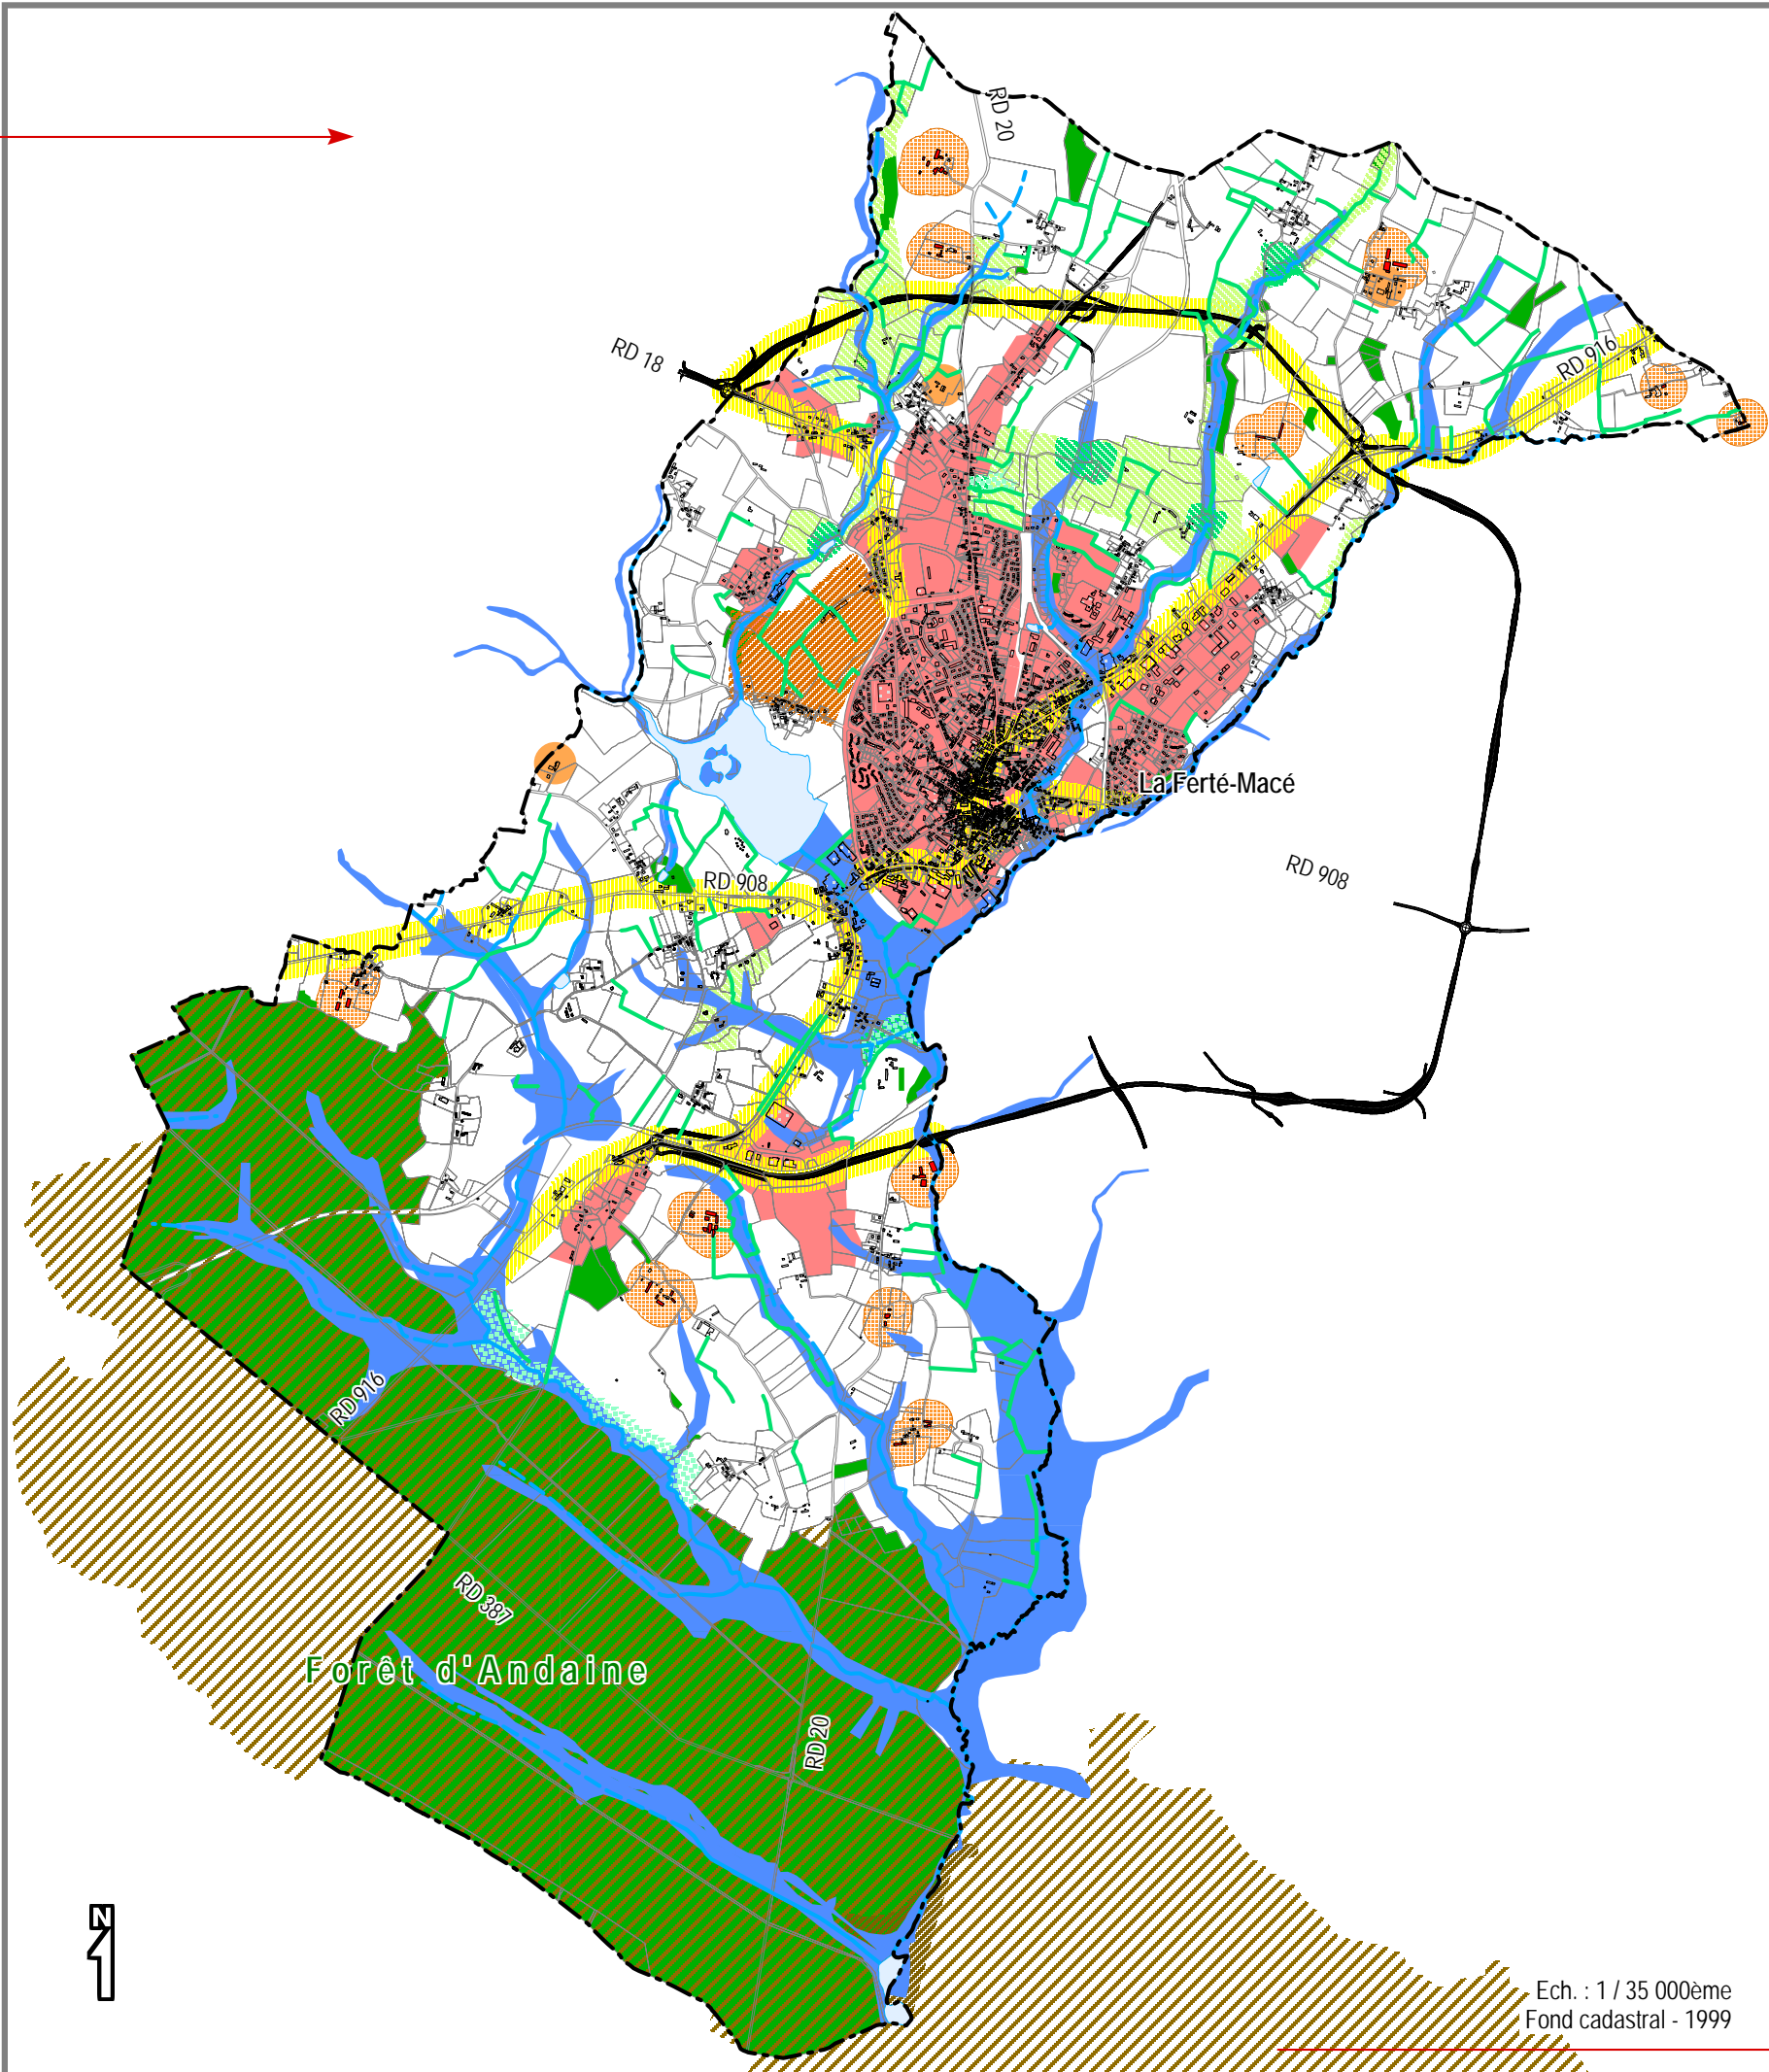 RD 20
RD 18
RD 916
La Ferté-Macé
RD 908
RD 908
RD 916
RD 387
Forêt d'Andaine
RD 20
N
Ech. : 1 / 35 000ème
Fond cadastral - 1999